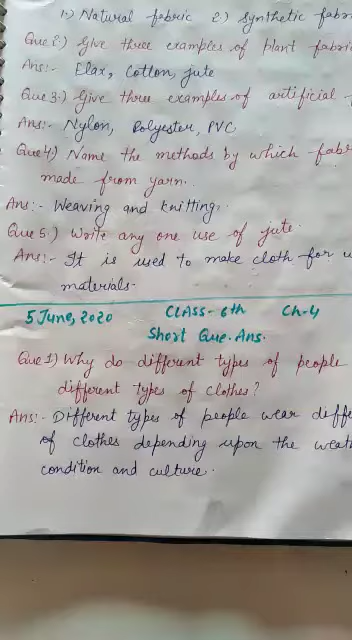 1.) Natural fabric 2) Synthetic
Que 2:) Give three examples of plant
Ans:- Flax, Cotton, jute
Que 3:) Give three examples of artificial
Ans:- Nylon, Polyester, PVC
Que 4:) Name the methods by which
made from yarn.
Ans:- Weaving and knitting.
Que 5:) Write any one use of jute.
Ans:- It is used to make cloth for
materials.
5 June, 2020 CLASS- 6th Ch-4
Short Que. Ans.
Que 1) Why do different types of people
different types of clothes?
Ans:- Different types of people wear
of clothes depending upon the
condition and culture.